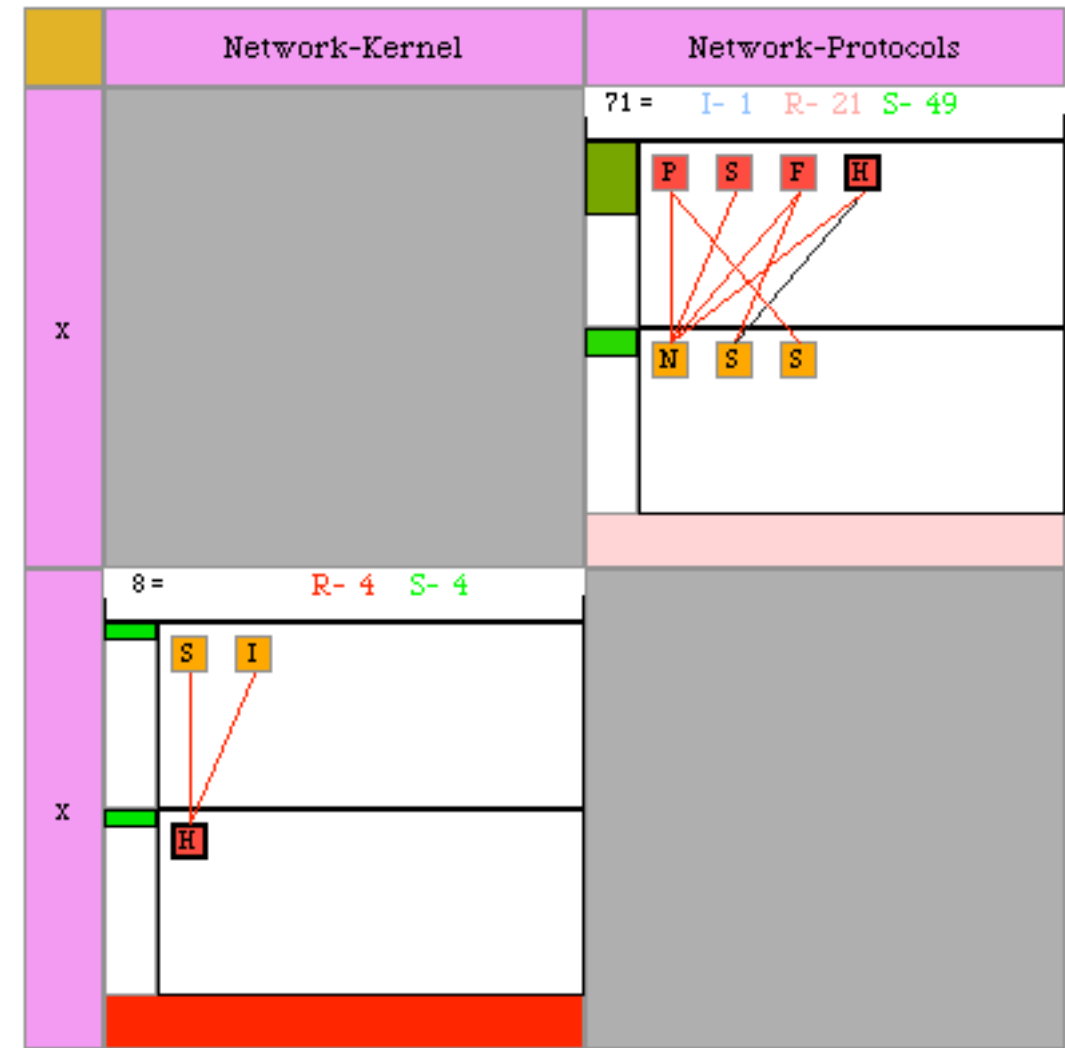 Network-Kernel Network-Protocols
71 = I- 1 R- 21 S- 49
P S F H
X
N S S
8 = R- 4 S- 4
S I
X
H